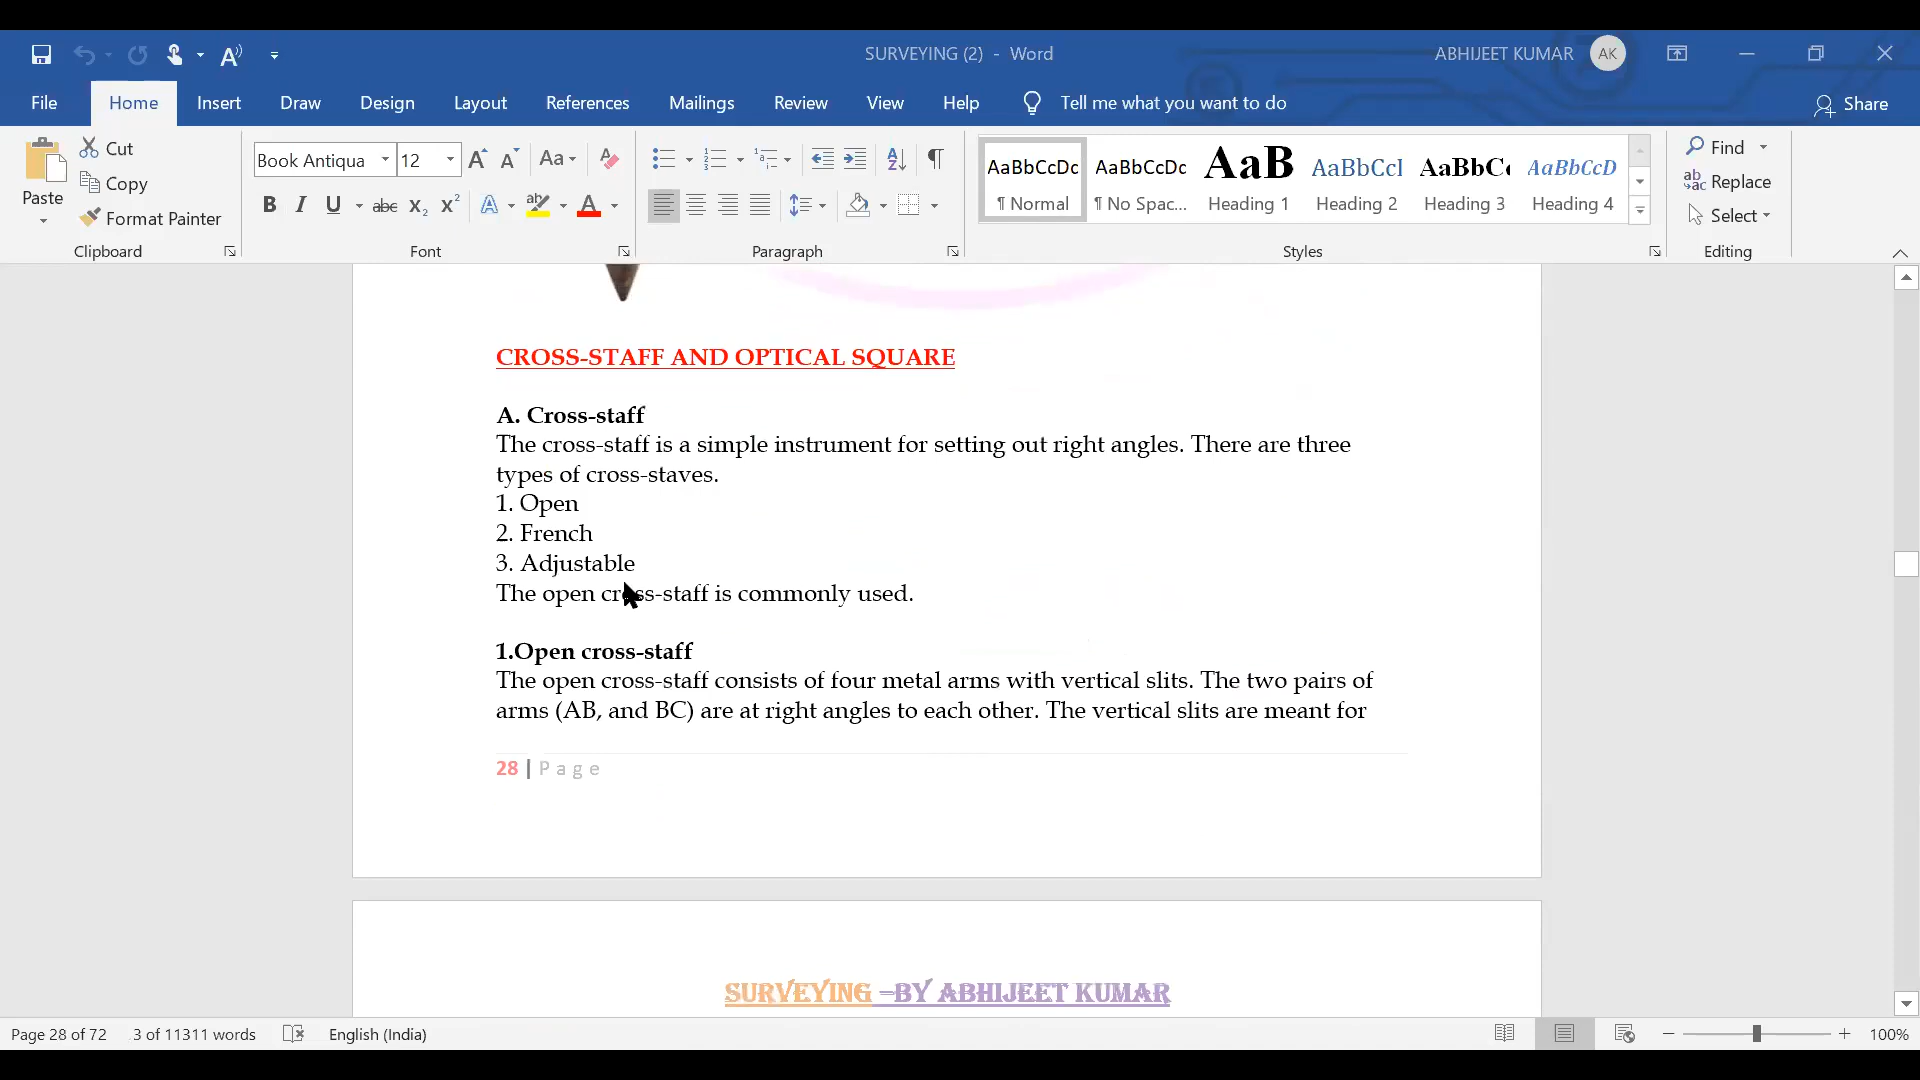 SURVEYING (2) - Word
ABHIJEET KUMAR AK
File Home Insert Draw Design Layout References Mailings Review View Help Tell me what you want to do Share
Paste
Cut
Copy
Format Painter
Clipboard
Book Antiqua 12
Aa
B I U abc X₂ X² A ab A
Font
Paragraph
AaBbCcDc AaBbCcDc AaB AaBbCcI AaBbCc AaBbCcD
¶ Normal ¶ No Spac... Heading 1 Heading 2 Heading 3 Heading 4
Styles
Find
Replace
Select
Editing
CROSS-STAFF AND OPTICAL SQUARE
A. Cross-staff
The cross-staff is a simple instrument for setting out right angles. There are three
types of cross-staves.
1. Open
2. French
3. Adjustable
The open cross-staff is commonly used.
1.Open cross-staff
The open cross-staff consists of four metal arms with vertical slits. The two pairs of
arms (AB, and BC) are at right angles to each other. The vertical slits are meant for
28 | Page
SURVEYING –BY ABHIJEET KUMAR
Page 28 of 72 3 of 11311 words English (India) 100%